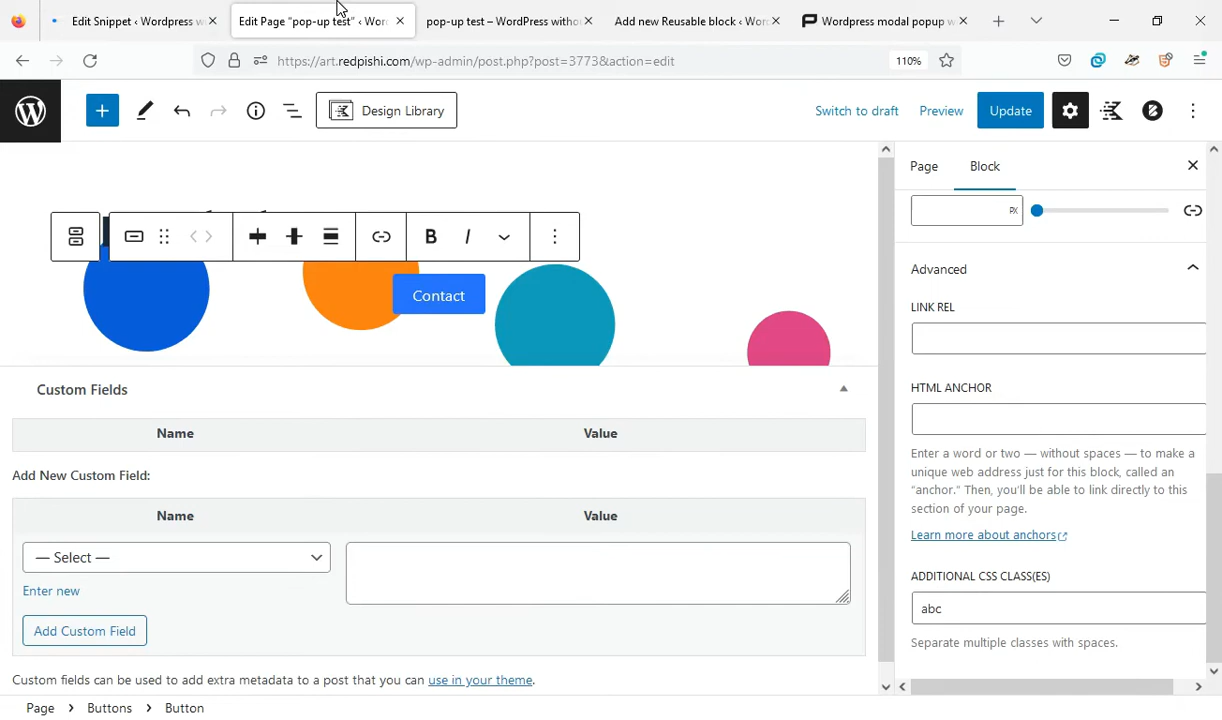 Edit Snippet ‹ Wordpress w
Edit Page “pop-up test” ‹ Wor
pop-up test – WordPress witho
Add new Reusable block ‹ Wor
Wordpress modal popup w
https://art.redpishi.com/wp-admin/post.php?post=3773&action=edit
110%
Design Library
Switch to draft
Preview
Update
Page
Block
PX
Contact
Advanced
LINK REL
HTML ANCHOR
Enter a word or two — without spaces — to make a
unique web address just for this block, called an
“anchor.” Then, you’ll be able to link directly to this
section of your page.
Learn more about anchors
ADDITIONAL CSS CLASS(ES)
abc
Separate multiple classes with spaces.
Custom Fields
Name
Value
Add New Custom Field:
Name
Value
— Select —
Enter new
Add Custom Field
Custom fields can be used to add extra metadata to a post that you can use in your theme.
Page > Buttons > Button